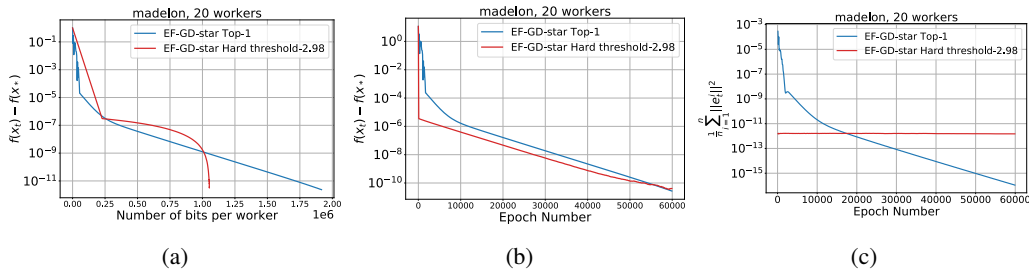 madelon, 20 workers
EF-GD-star Top-1
EF-GD-star Hard threshold-2.98
f(x_t) − f(x_*)
10^{-1}
10^{-3}
10^{-5}
10^{-7}
10^{-9}
10^{-11}
0.00 0.25 0.50 0.75 1.00 1.25 1.50 1.75 2.00
Number of bits per worker
1e6
(a)
madelon, 20 workers
EF-GD-star Top-1
EF-GD-star Hard threshold-2.98
f(x_t) − f(x_*)
10^0
10^{-2}
10^{-4}
10^{-6}
10^{-8}
10^{-10}
0 10000 20000 30000 40000 50000 60000
Epoch Number
(b)
madelon, 20 workers
EF-GD-star Top-1
EF-GD-star Hard threshold-2.98
\frac{1}{n}\sum_{i=1}^{n}||e_t^i||^2
10^{-5}
10^{-7}
10^{-9}
10^{-11}
10^{-13}
10^{-15}
0 10000 20000 30000 40000 50000 60000
Epoch Number
(c)